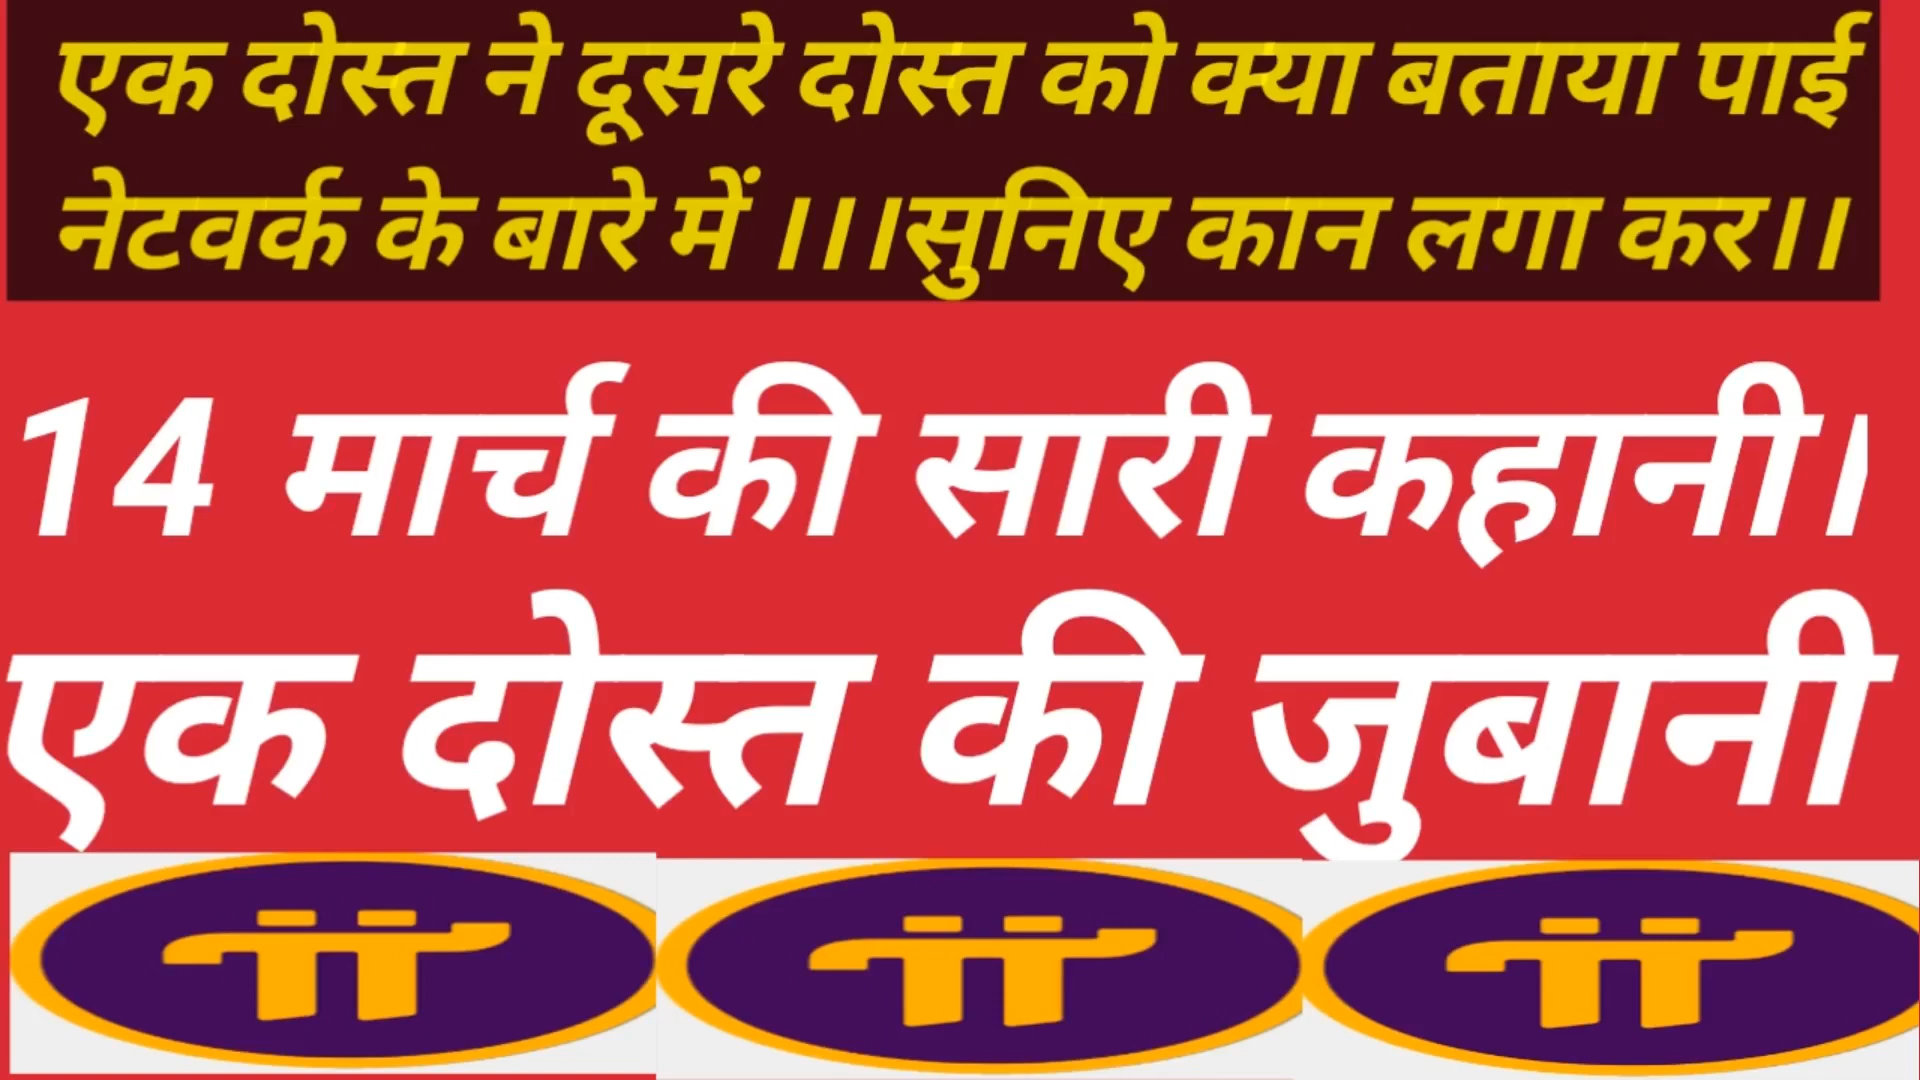 एक दोस्त ने दूसरे दोस्त को क्या बताया पाई
नेटवर्क के बारे में ।।।सुनिए कान लगा कर।।
14 मार्च की सारी कहानी।
एक दोस्त की जुबानी